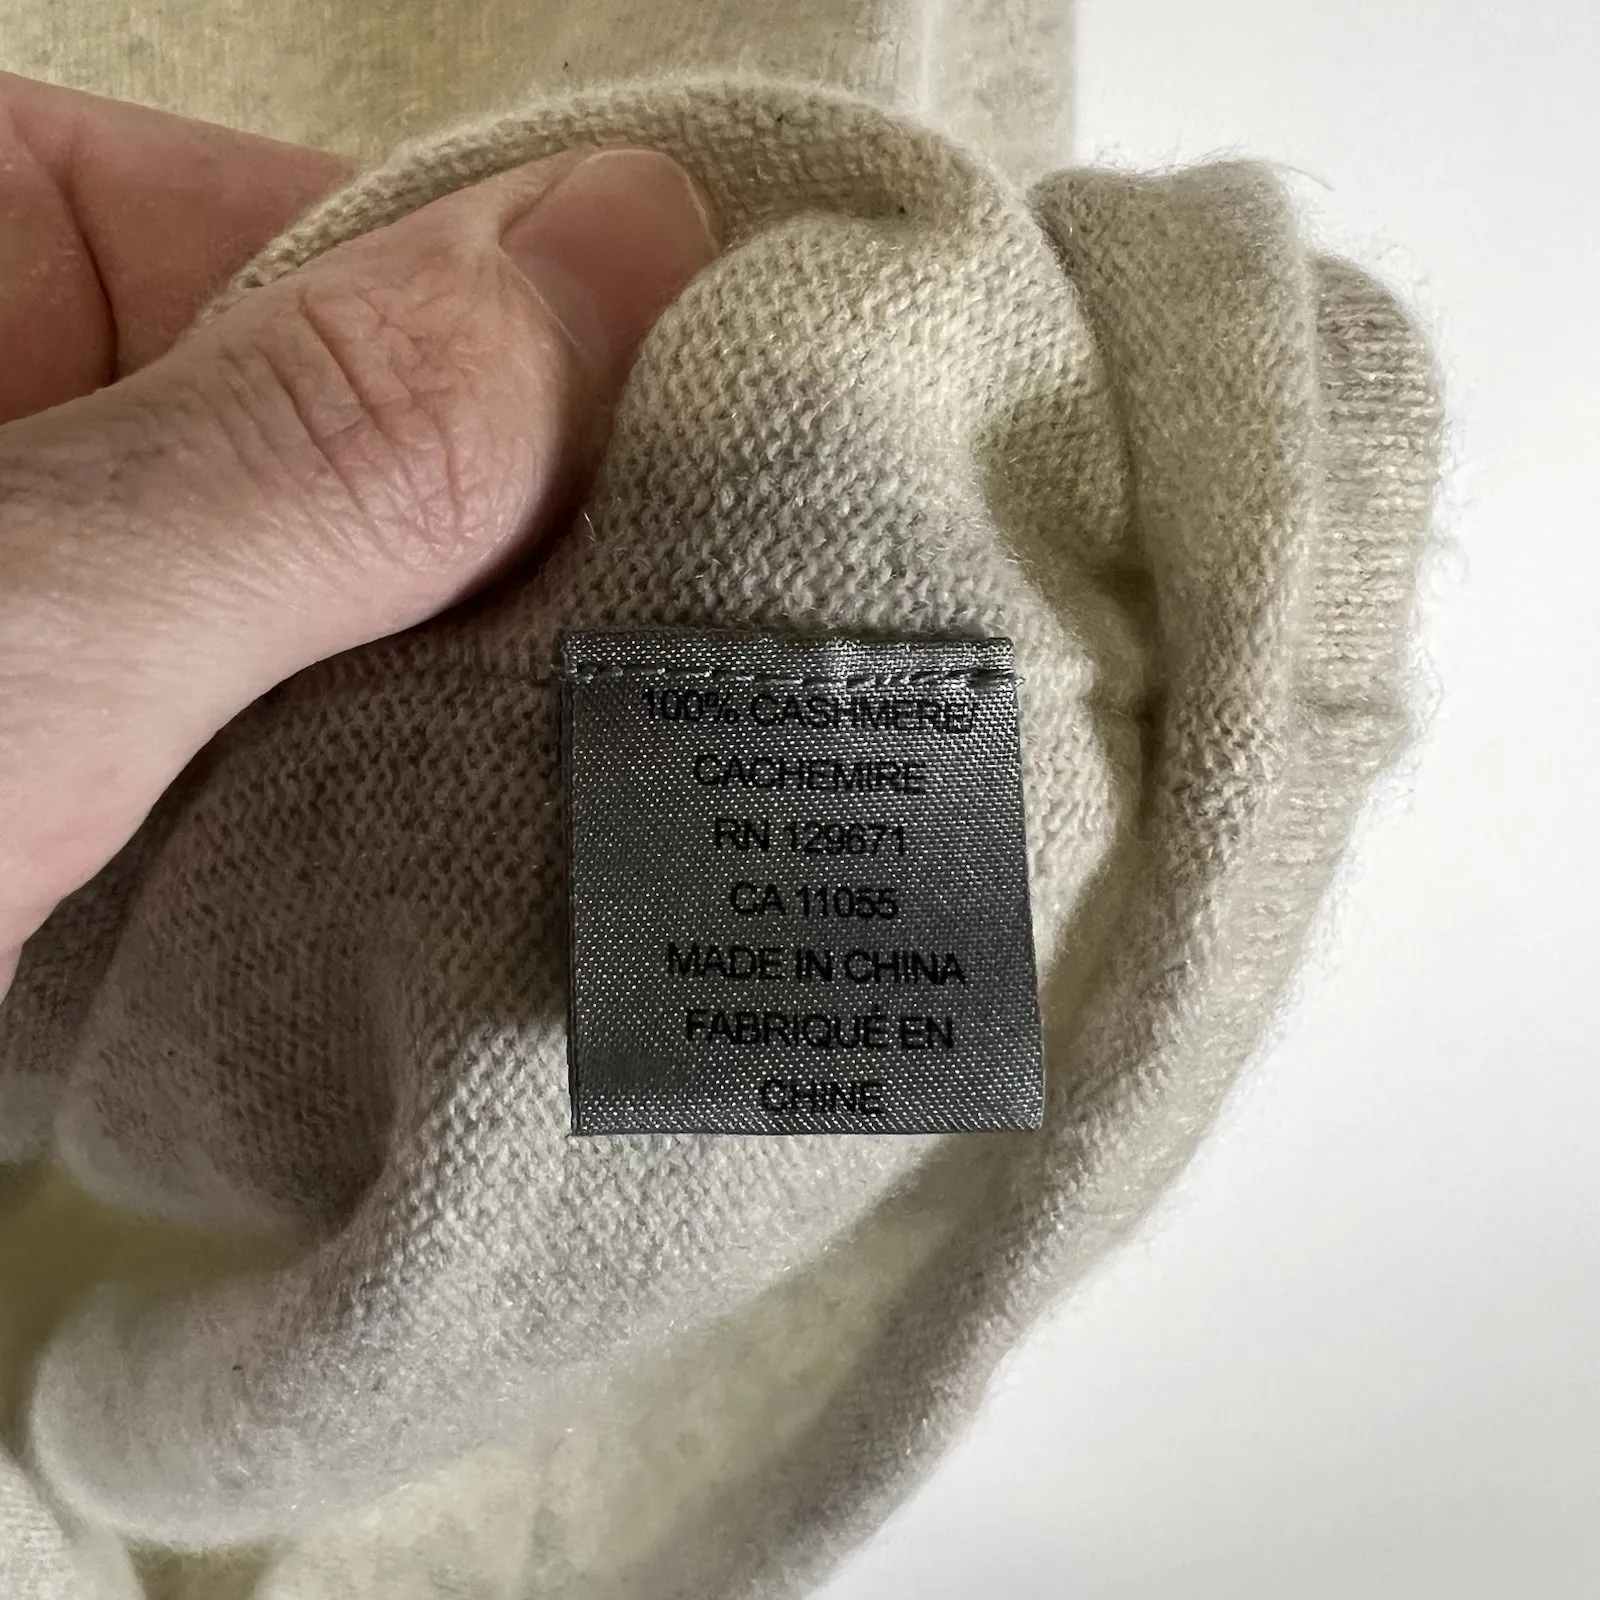 100% CASHMERE
CACHEMIRE
RN 129671
CA 11055
MADE IN CHINA
FABRIQUÉ EN
CHINE